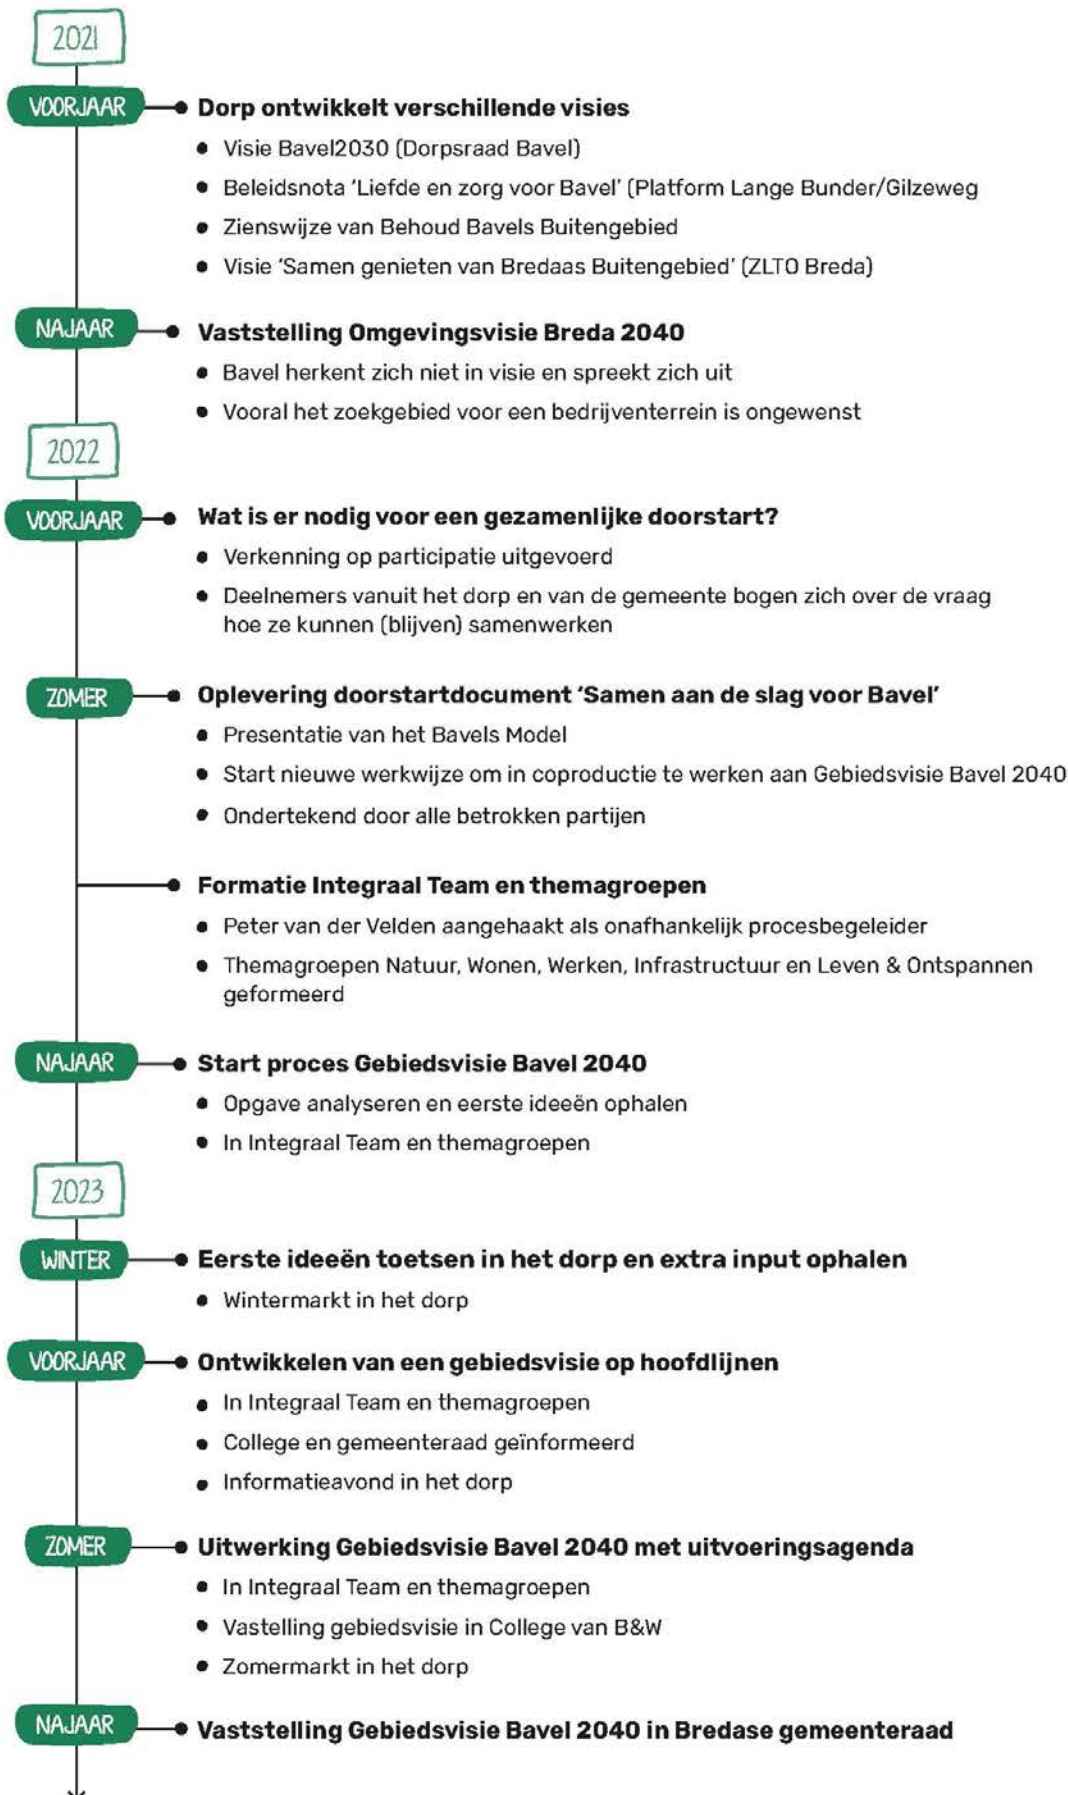 2021
VOORJAAR
Dorp ontwikkelt verschillende visies
Visie Bavel2030 (Dorpsraad Bavel)
Beleidsnota ‘Liefde en zorg voor Bavel’ (Platform Lange Bunder/Gilzeweg
Zienswijze van Behoud Bavels Buitengebied
Visie ‘Samen genieten van Bredaas Buitengebied’ (ZLTO Breda)
NAJAAR
Vaststelling Omgevingsvisie Breda 2040
Bavel herkent zich niet in visie en spreekt zich uit
Vooral het zoekgebied voor een bedrijventerrein is ongewenst
2022
VOORJAAR
Wat is er nodig voor een gezamenlijke doorstart?
Verkenning op participatie uitgevoerd
Deelnemers vanuit het dorp en van de gemeente bogen zich over de vraag
hoe ze kunnen (blijven) samenwerken
ZOMER
Oplevering doorstartdocument ‘Samen aan de slag voor Bavel’
Presentatie van het Bavels Model
Start nieuwe werkwijze om in coproductie te werken aan Gebiedsvisie Bavel 2040
Ondertekend door alle betrokken partijen
Formatie Integraal Team en themagroepen
Peter van der Velden aangehaakt als onafhankelijk procesbegeleider
Themagroepen Natuur, Wonen, Werken, Infrastructuur en Leven & Ontspannen
geformeerd
NAJAAR
Start proces Gebiedsvisie Bavel 2040
Opgave analyseren en eerste ideeën ophalen
In Integraal Team en themagroepen
2023
WINTER
Eerste ideeën toetsen in het dorp en extra input ophalen
Wintermarkt in het dorp
VOORJAAR
Ontwikkelen van een gebiedsvisie op hoofdlijnen
In Integraal Team en themagroepen
College en gemeenteraad geïnformeerd
Informatieavond in het dorp
ZOMER
Uitwerking Gebiedsvisie Bavel 2040 met uitvoeringsagenda
In Integraal Team en themagroepen
Vastelling gebiedsvisie in College van B&W
Zomermarkt in het dorp
NAJAAR
Vaststelling Gebiedsvisie Bavel 2040 in Bredase gemeenteraad